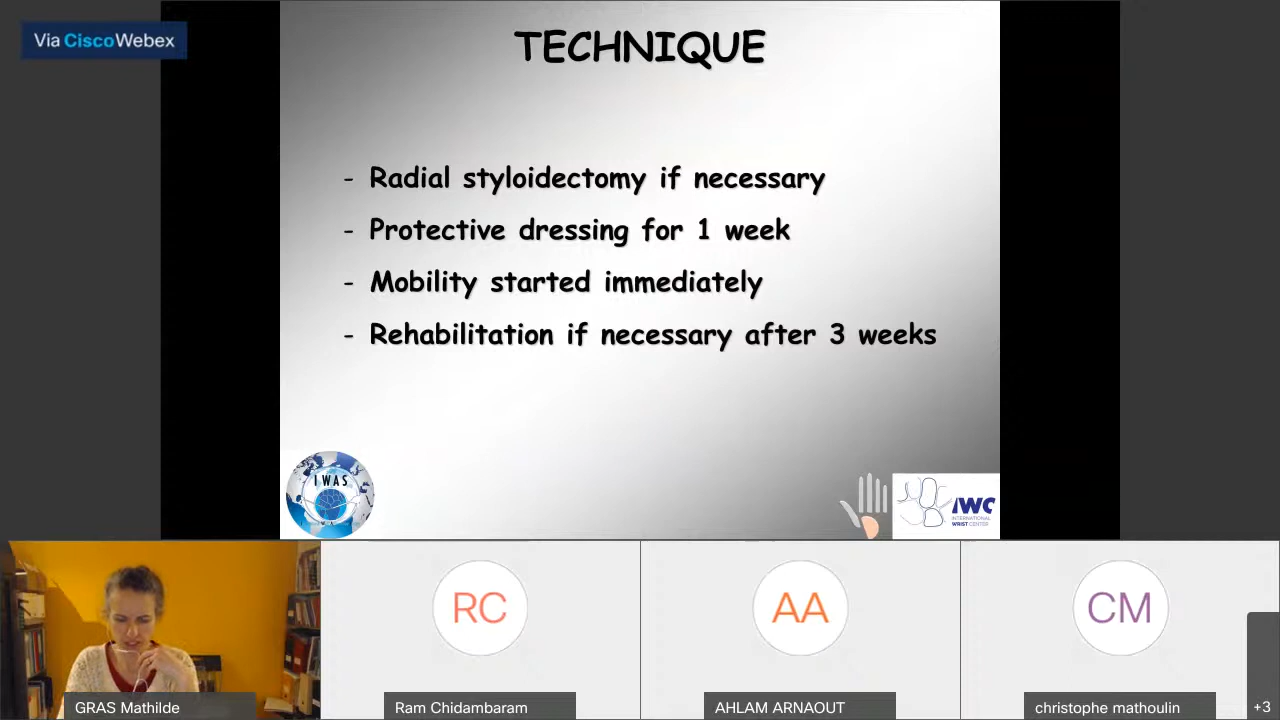 Via CiscoWebex
TECHNIQUE
- Radial styloidectomy if necessary
- Protective dressing for 1 week
- Mobility started immediately
- Rehabilitation if necessary after 3 weeks
IWAS
IWC
INTERNATIONAL
WRIST CENTER
RC
AA
CM
GRAS Mathilde
Ram Chidambaram
AHLAM ARNAOUT
christophe mathoulin
+3